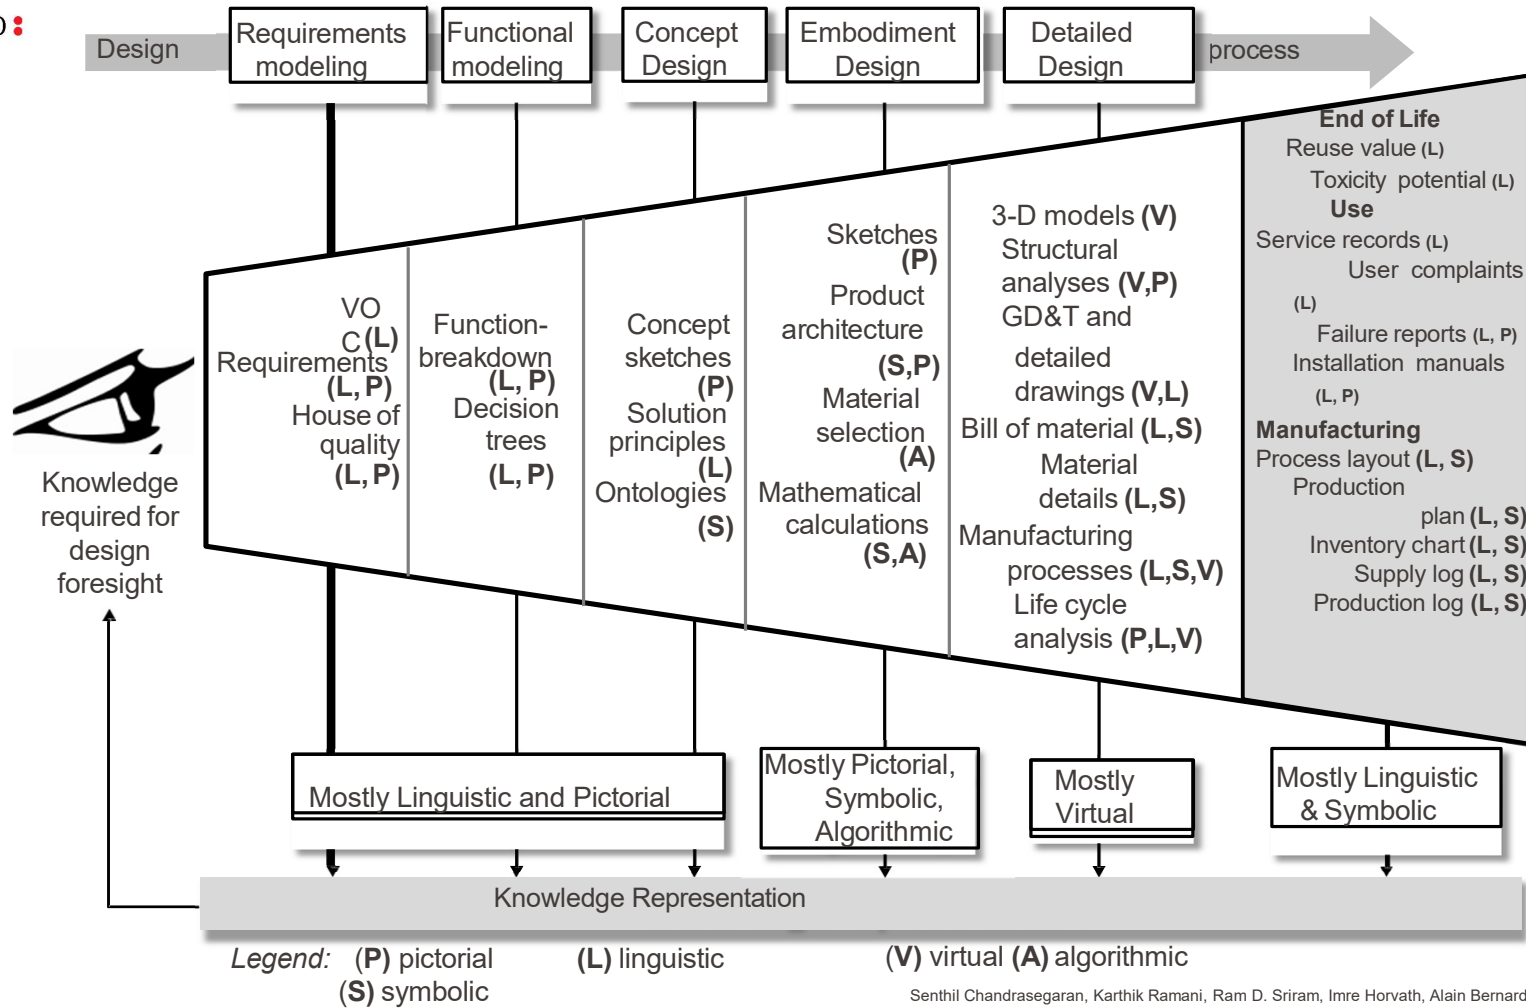 ):
Design
Requirements
modeling
Functional
modeling
Concept
Design
Embodiment
Design
Detailed
Design
process
VO
C (L)
Requirements
(L, P)
House of
quality
(L, P)
Function-
breakdown
(L, P)
Decision
trees
(L, P)
Concept
sketches
(P)
Solution
principles
(L)
Ontologies
(S)
Sketches
(P)
Product
architecture
(S,P)
Material
selection
(A)
Mathematical
calculations
(S,A)
3-D models (V)
Structural
analyses (V,P)
GD&T and
detailed
drawings (V,L)
Bill of material (L,S)
Material
details (L,S)
Manufacturing
processes (L,S,V)
Life cycle
analysis (P,L,V)
End of Life
Reuse value (L)
Toxicity potential (L)
Use
Service records (L)
User complaints
(L)
Failure reports (L, P)
Installation manuals
(L, P)
Manufacturing
Process layout (L, S)
Production
plan (L, S)
Inventory chart (L, S)
Supply log (L, S)
Production log (L, S)
Knowledge
required for
design
foresight
Mostly Linguistic and Pictorial
Mostly Pictorial,
Symbolic,
Algorithmic
Mostly
Virtual
Mostly Linguistic
& Symbolic
Knowledge Representation
Legend: (P) pictorial (L) linguistic (V) virtual (A) algorithmic
(S) symbolic
Senthil Chandrasegaran, Karthik Ramani, Ram D. Sriram, Imre Horvath, Alain Bernard